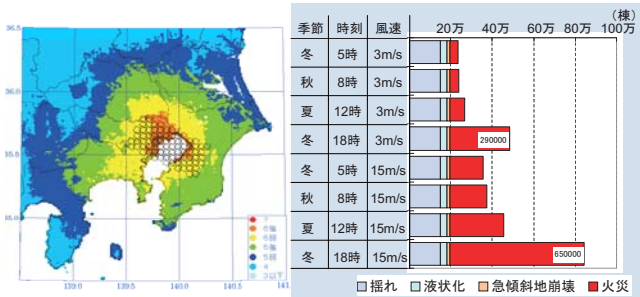 36.5
36.0
35.5
35.0
139.0
139.5
140.0
140.5
141.
7
6強
6弱
5強
5弱
4
3以下
季節 時刻 風速
(棟)
20万 40万 60万 80万 100万
冬 5時 3m/s
秋 8時 3m/s
夏 12時 3m/s
冬 18時 3m/s 290000
冬 5時 15m/s
秋 8時 15m/s
夏 12時 15m/s
冬 18時 15m/s 650000
揺れ 液状化 急傾斜地崩壊 火災